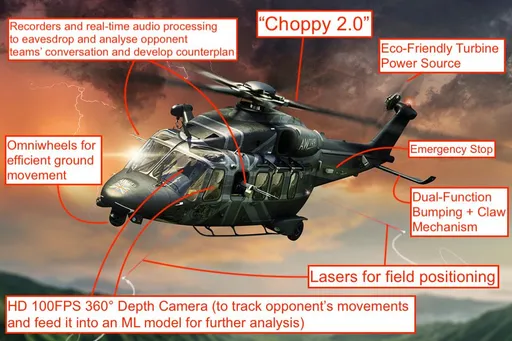 Recorders and real-time audio processing
to eavesdrop and analyse opponent
teams' conversation and develop counterplan
“Choppy 2.0”
Eco-Friendly Turbine
Power Source
Omniwheels for
efficient ground
movement
Emergency Stop
Dual-Function
Bumping + Claw
Mechanism
Lasers for field positioning
HD 100FPS 360° Depth Camera (to track opponent's movements
and feed it into an ML model for further analysis)